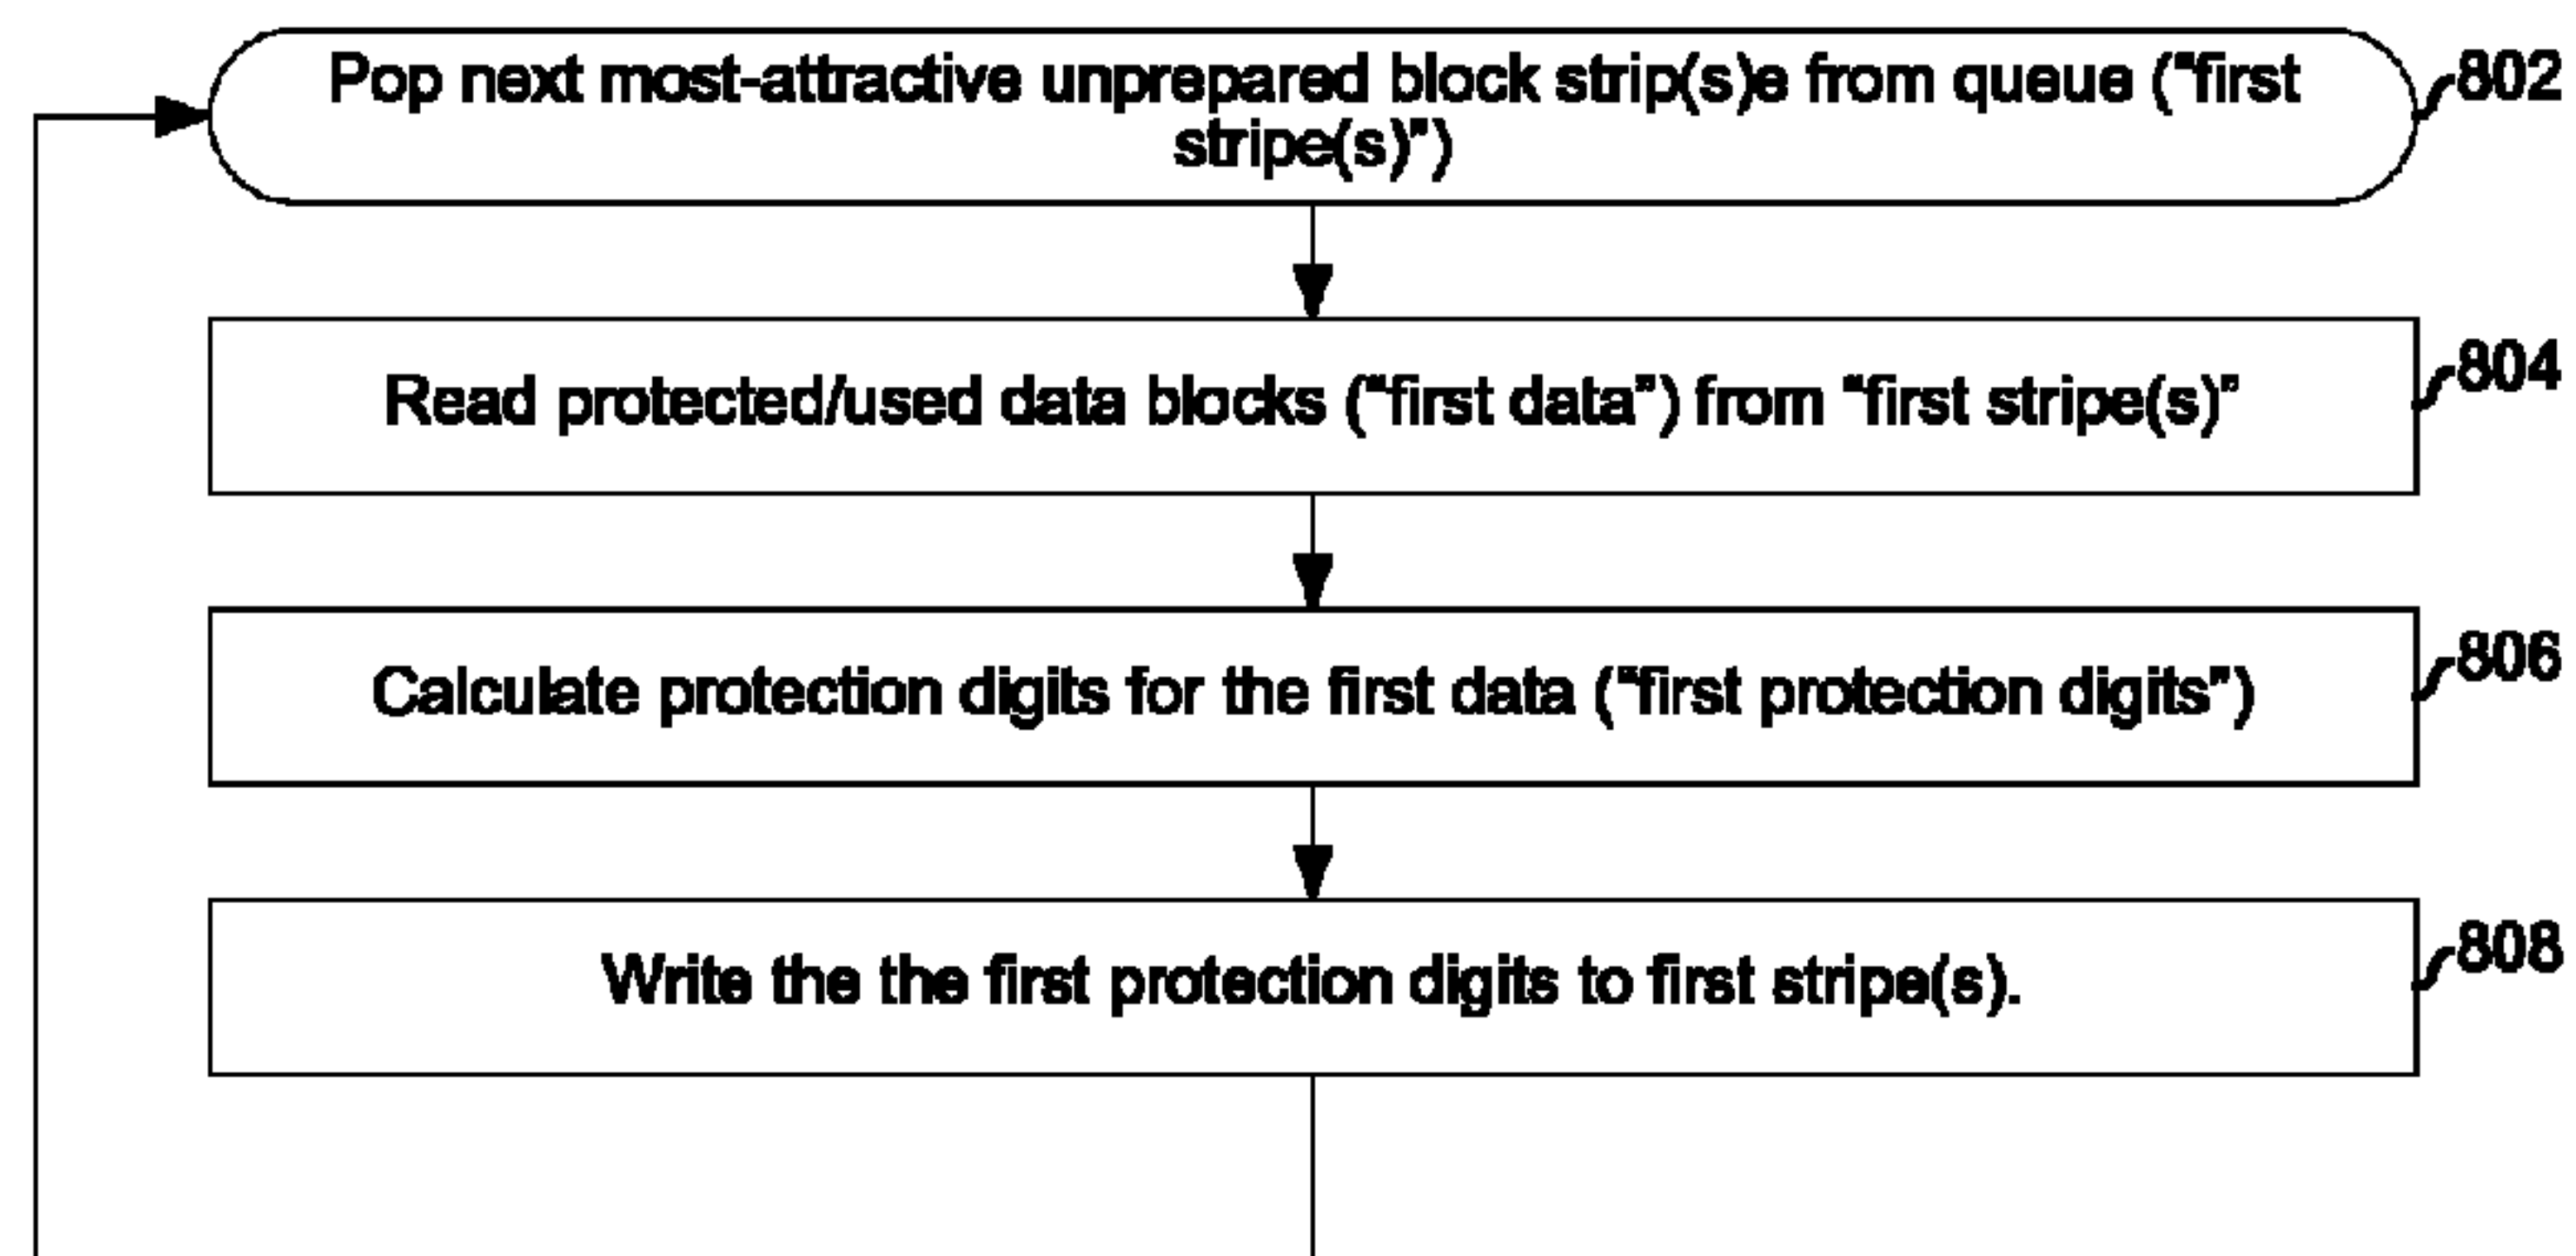 Pop next most-attractive unprepared block strip(s)e from queue (“first
stripe(s)”)
802
Read protected/used data blocks (“first data”) from “first stripe(s)”
804
Calculate protection digits for the first data (“first protection digits”)
806
Write the the first protection digits to first stripe(s).
808